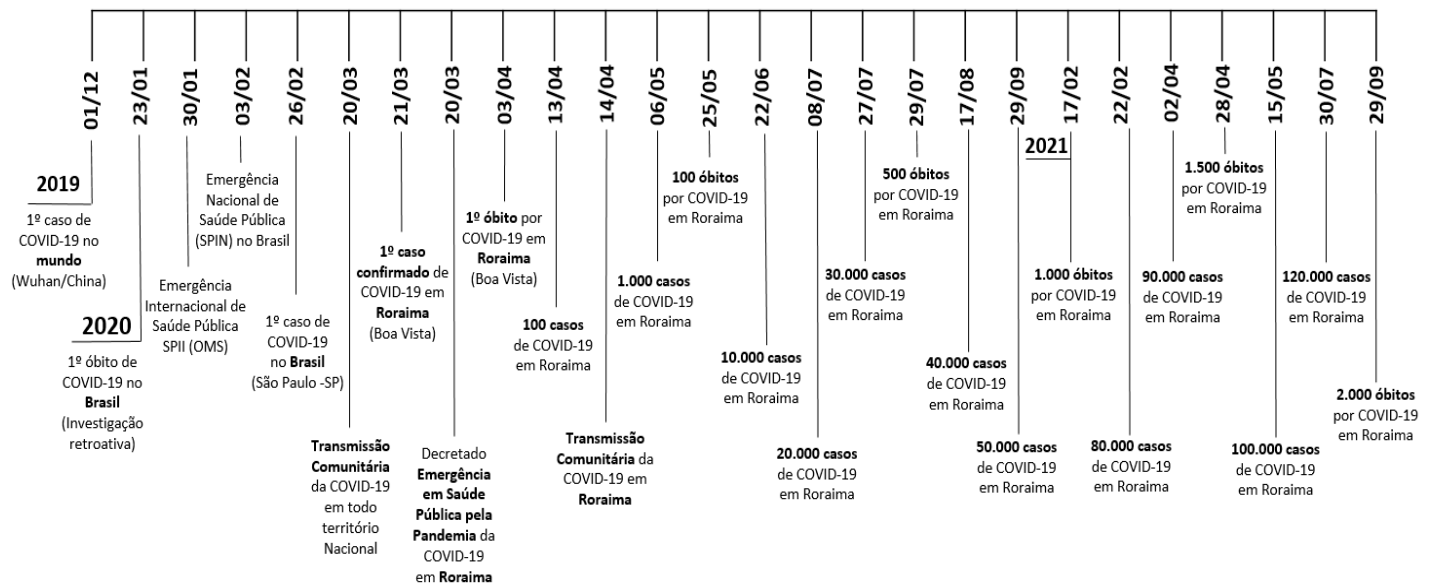 01/12
23/01
30/01
03/02
26/02
20/03
21/03
20/03
03/04
13/04
14/04
06/05
25/05
22/06
08/07
27/07
29/07
17/08
29/09
17/02
22/02
02/04
28/04
15/05
30/07
29/09
2019
1º caso de
COVID-19 no
mundo
(Wuhan/China)
2020
1º óbito de
COVID-19 no
Brasil
(Investigação
retroativa)
Emergência
Internacional de
Saúde Pública
SPII (OMS)
Emergência
Nacional de
Saúde Pública
(SPIN) no Brasil
1º caso de
COVID-19
no Brasil
(São Paulo -SP)
Transmissão
Comunitária
da COVID-19
em todo
território
Nacional
1º caso
confirmado de
COVID-19 em
Roraima
(Boa Vista)
Decretado
Emergência
em Saúde
Pública pela
Pandemia da
COVID-19
em Roraima
1º óbito por
COVID-19 em
Roraima
(Boa Vista)
100 casos
de COVID-19
em Roraima
Transmissão
Comunitária da
COVID-19 em
Roraima
1.000 casos
de COVID-19
em Roraima
100 óbitos
por COVID-19
em Roraima
10.000 casos
de COVID-19
em Roraima
20.000 casos
de COVID-19
em Roraima
30.000 casos
de COVID-19
em Roraima
500 óbitos
por COVID-19
em Roraima
40.000 casos
de COVID-19
em Roraima
50.000 casos
de COVID-19
em Roraima
2021
1.000 óbitos
por COVID-19
em Roraima
80.000 casos
de COVID-19
em Roraima
90.000 casos
de COVID-19
em Roraima
1.500 óbitos
por COVID-19
em Roraima
100.000 casos
de COVID-19
em Roraima
120.000 casos
de COVID-19
em Roraima
2.000 óbitos
por COVID-19
em Roraima